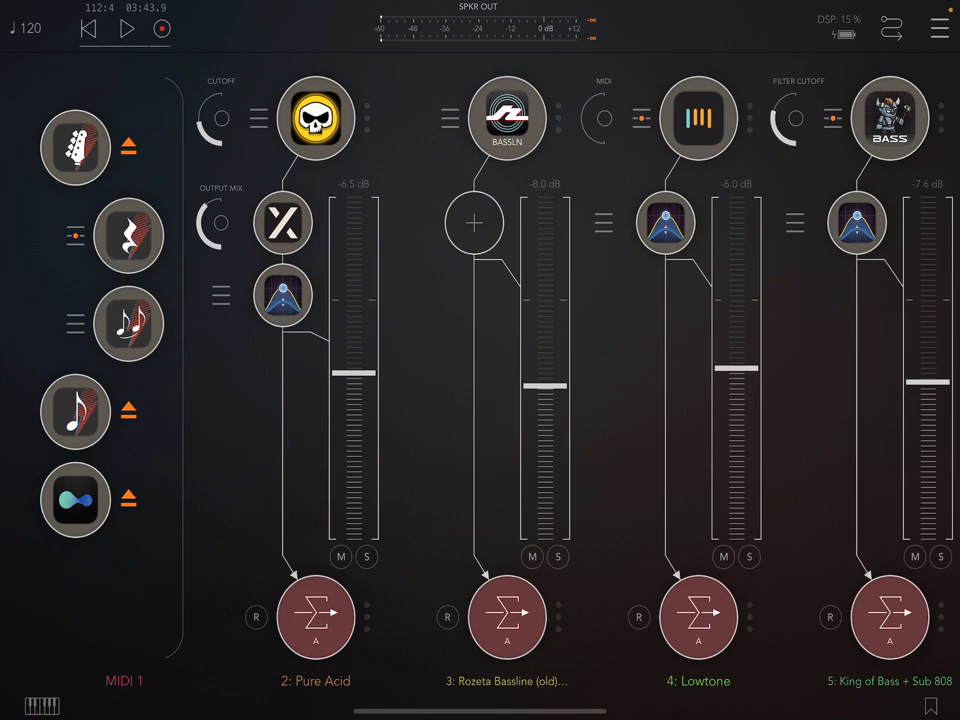 SPKR OUT
112:4 03:43.9
♩120
-60 -48 -36 -24 -12 0 dB +12
-∞
-∞
DSP: 15 %
CUTOFF
MIDI
FILTER CUTOFF
BASSLN
BASS
OUTPUT MIX
-6.5 dB
-8.0 dB
-6.0 dB
-7.6 dB
M S
M S
M S
M S
R
R
R
R
A
A
A
A
MIDI 1
2: Pure Acid
3: Rozeta Bassline (old)...
4: Lowtone
5: King of Bass + Sub 808